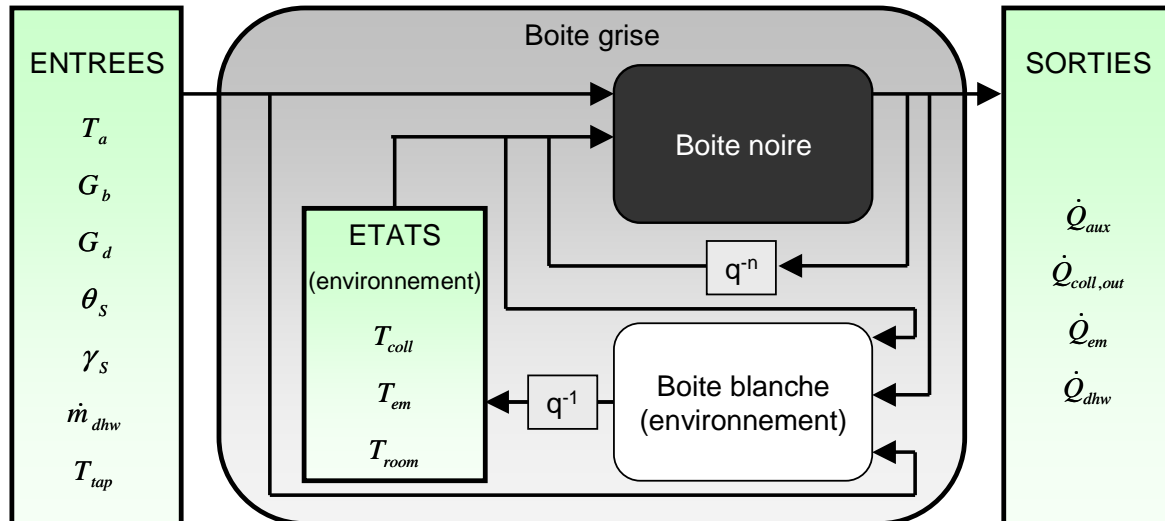 Boite grise
ENTREES
T_a
G_b
G_d
θ_S
γ_S
ṁ_dhw
T_tap
Boite noire
ETATS
(environnement)
T_coll
T_em
T_room
q⁻ⁿ
q⁻¹
Boite blanche
(environnement)
SORTIES
Q̇_aux
Q̇_coll,out
Q̇_em
Q̇_dhw